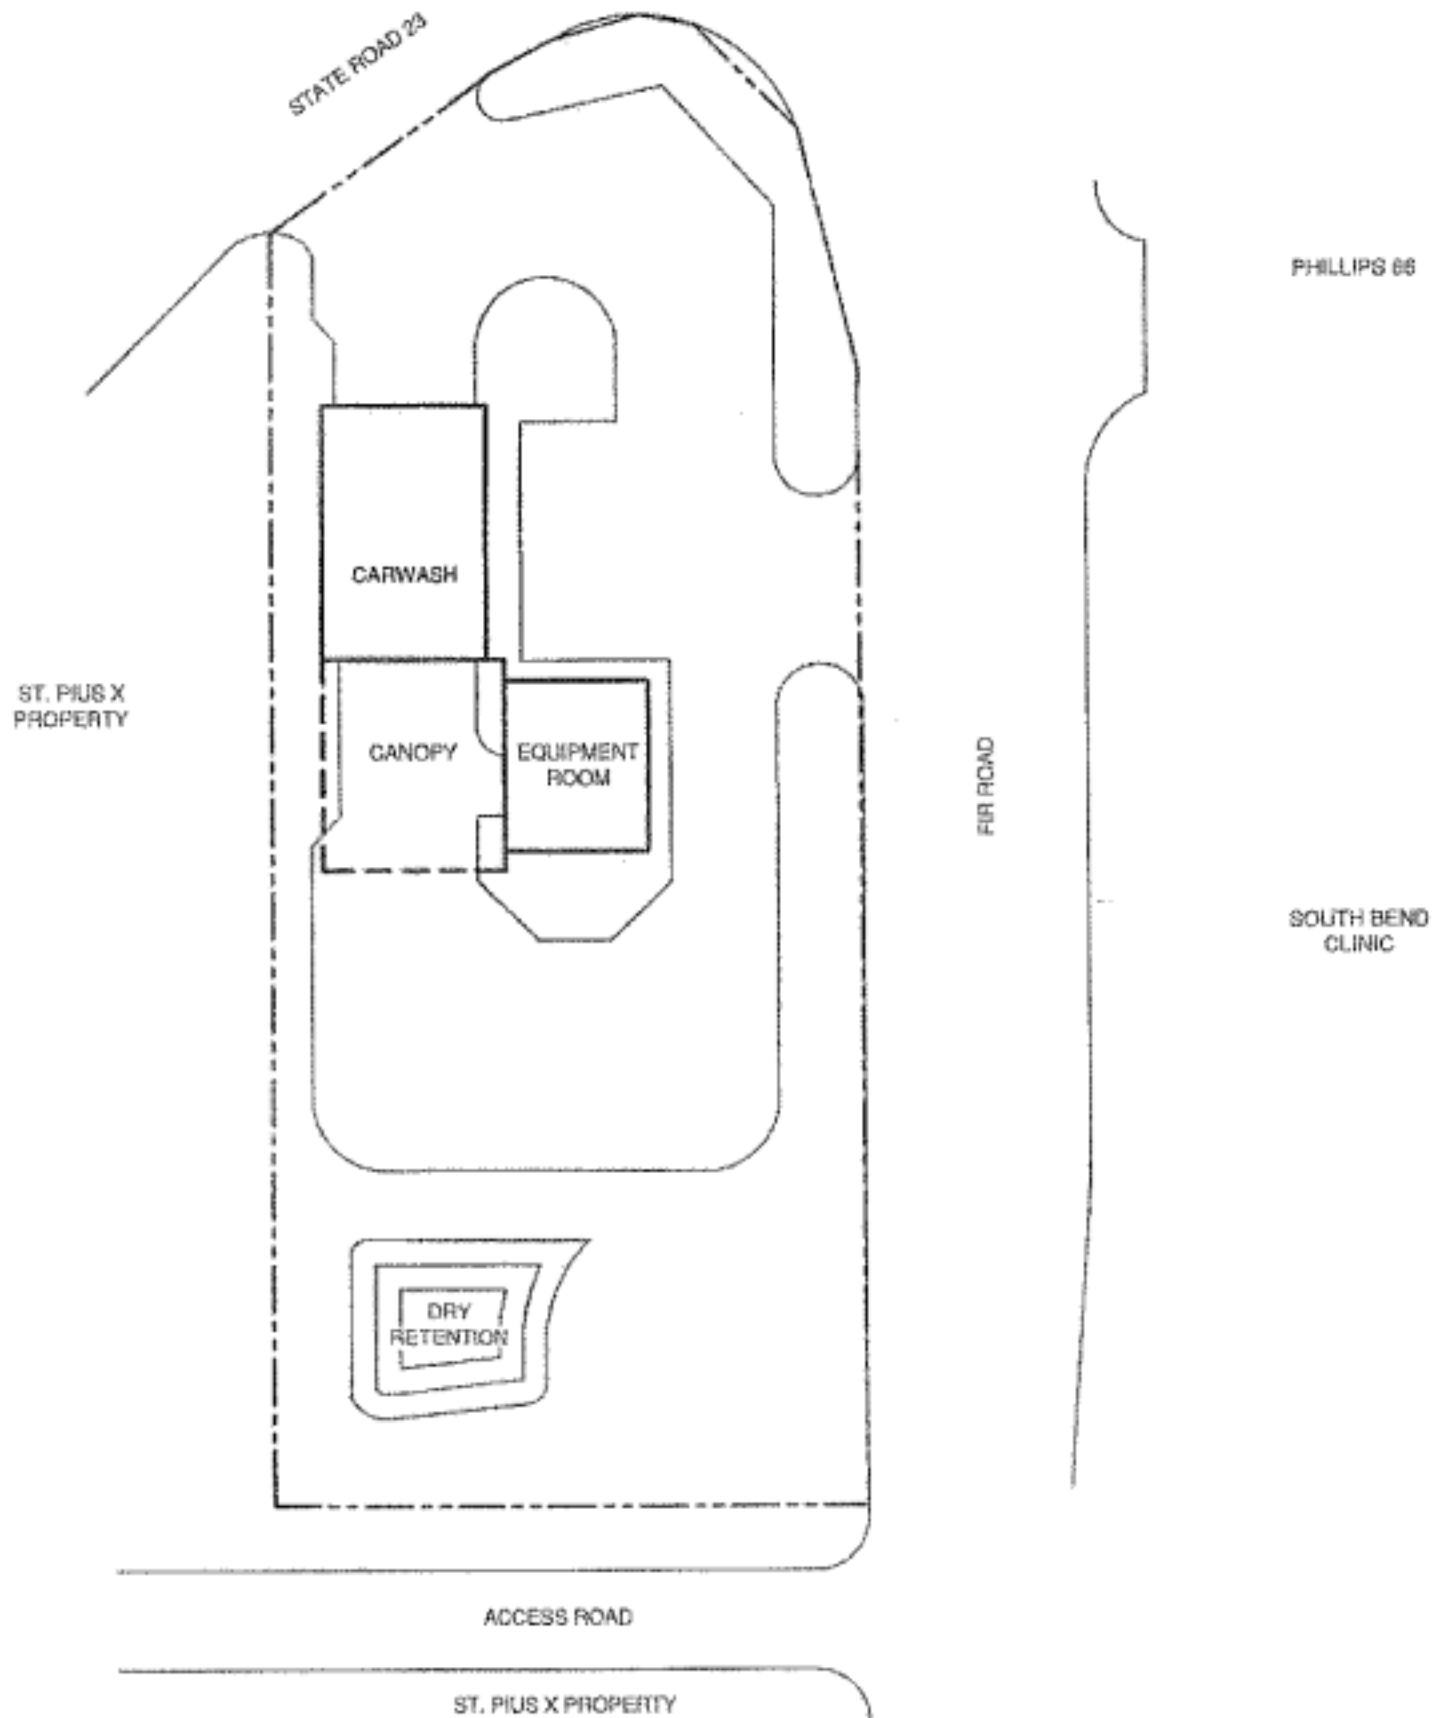 STATE ROAD 23
PHILLIPS 66
CARWASH
ST. PIUS X
PROPERTY
CANOPY
EQUIPMENT
ROOM
FIR ROAD
SOUTH BEND
CLINIC
DRY
RETENTION
ACCESS ROAD
ST. PIUS X PROPERTY